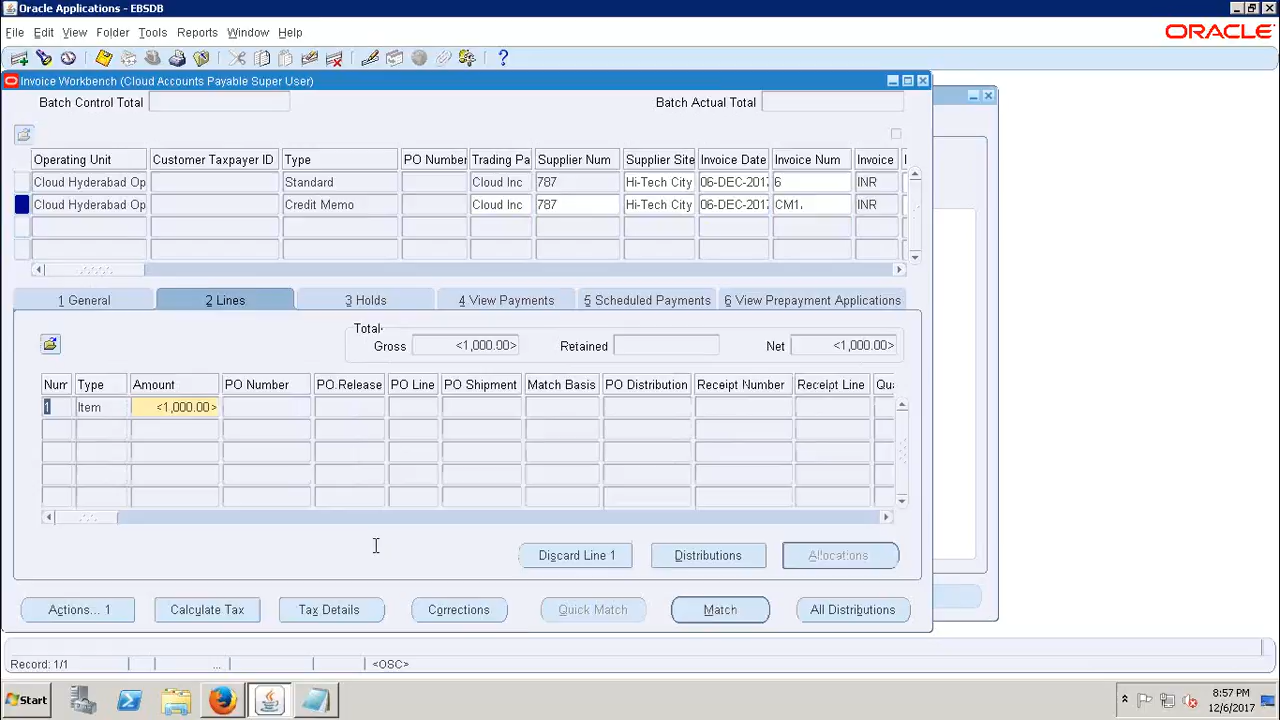 Oracle Applications - EBSDB
File Edit View Folder Tools Reports Window Help
ORACLE
Invoice Workbench (Cloud Accounts Payable Super User)
Batch Control Total
Batch Actual Total
Operating Unit Customer Taxpayer ID Type PO Number Trading Pa Supplier Num Supplier Site Invoice Date Invoice Num Invoice
Cloud Hyderabad Op Standard Cloud Inc 787 Hi-Tech City 06-DEC-201 6 INR
Cloud Hyderabad Op Credit Memo Cloud Inc 787 Hi-Tech City 06-DEC-201 CM1. INR
1 General 2 Lines 3 Holds 4 View Payments 5 Scheduled Payments 6 View Prepayment Applications
Total
Gross <1,000.00> Retained Net <1,000.00>
Num Type Amount PO Number PO Release PO Line PO Shipment Match Basis PO Distribution Receipt Number Receipt Line Qua
1 Item <1,000.00>
Discard Line 1 Distributions Allocations
Actions... 1 Calculate Tax Tax Details Corrections Quick Match Match All Distributions
Record: 1/1 ... <OSC>
Start
8:57 PM
12/6/2017